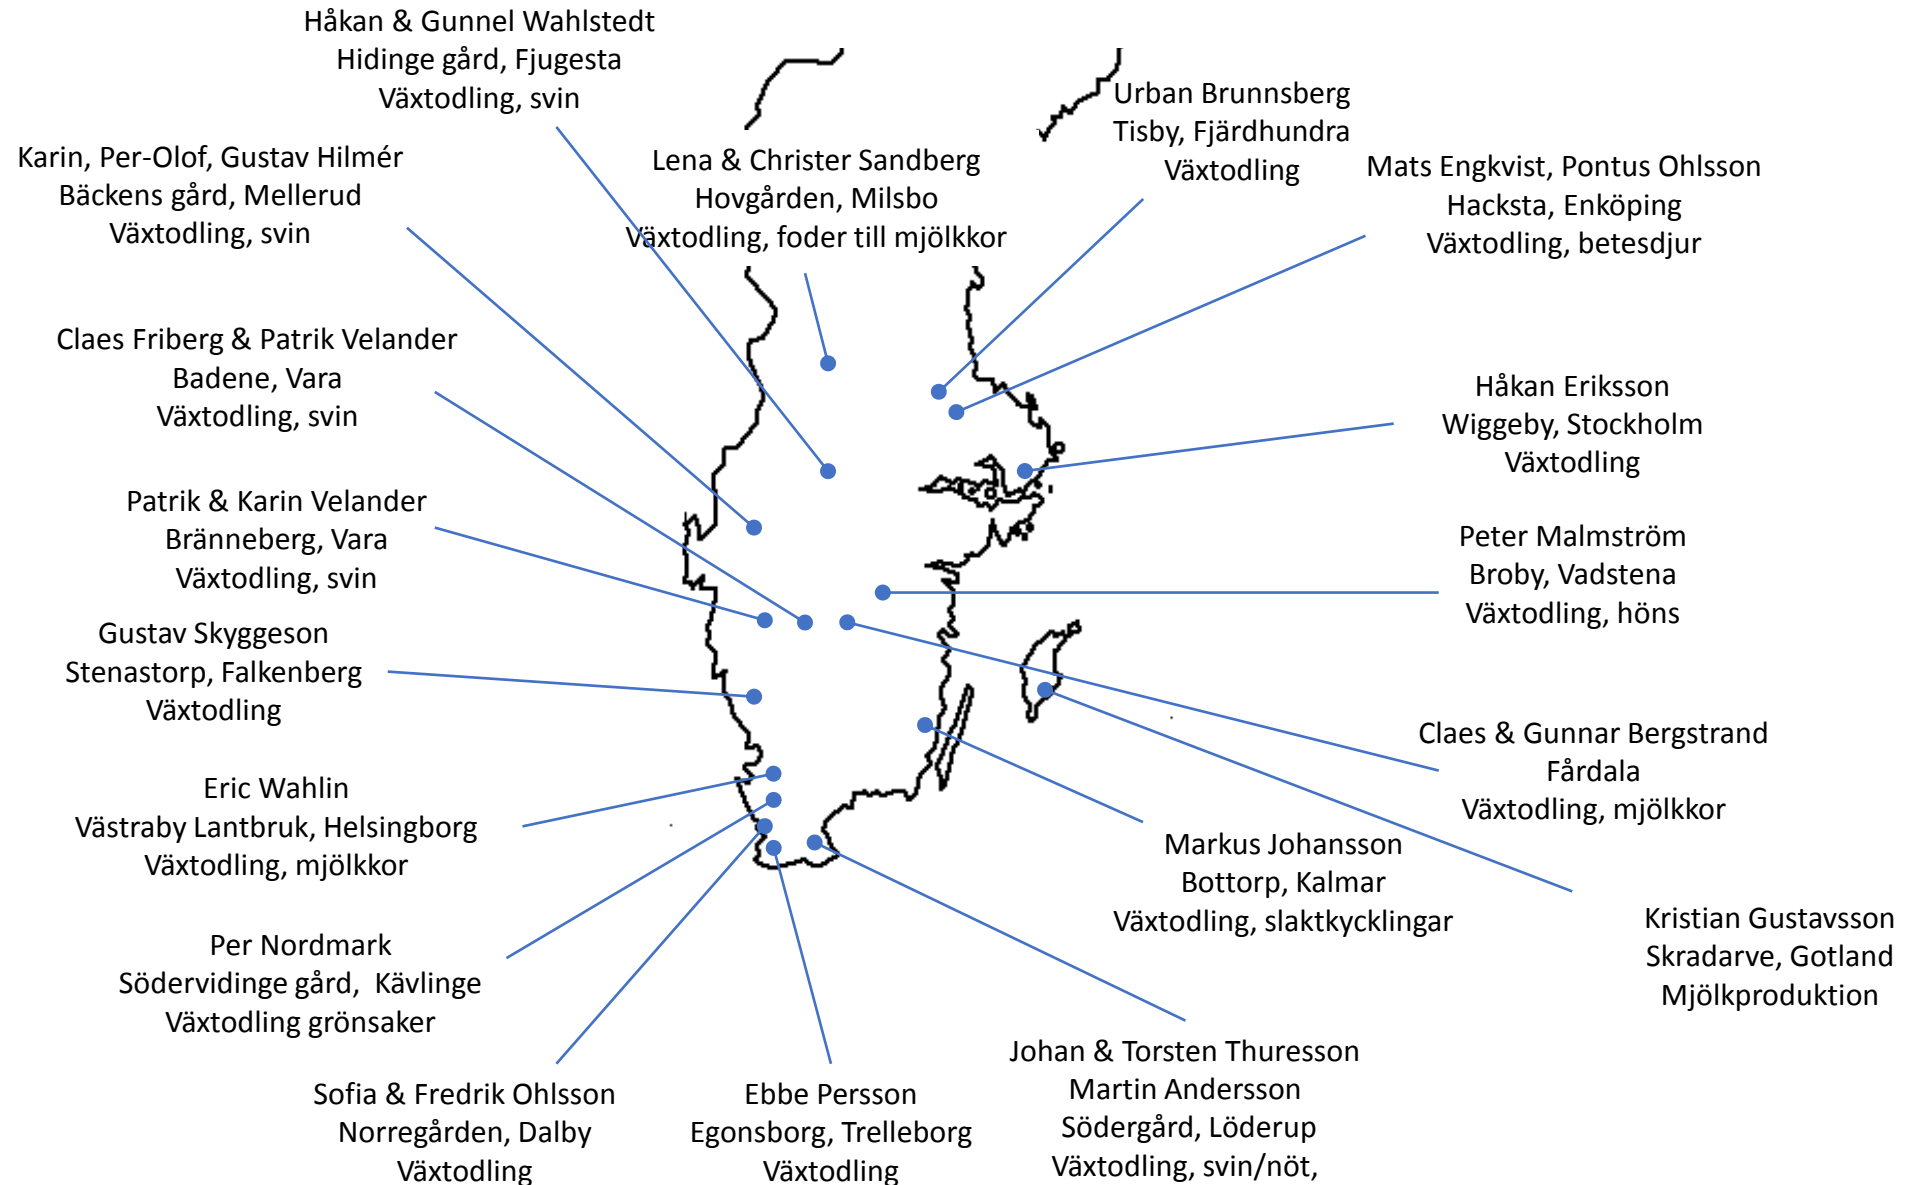 Håkan & Gunnel Wahlstedt
Hidinge gård, Fjugesta
Växtodling, svin
Urban Brunnsberg
Tisby, Fjärdhundra
Växtodling
Karin, Per-Olof, Gustav Hilmér
Bäckens gård, Mellerud
Växtodling, svin
Lena & Christer Sandberg
Hovgården, Milsbo
Växtodling, foder till mjölkkor
Mats Engkvist, Pontus Ohlsson
Hacksta, Enköping
Växtodling, betesdjur
Claes Friberg & Patrik Velander
Badene, Vara
Växtodling, svin
Håkan Eriksson
Wiggeby, Stockholm
Växtodling
Patrik & Karin Velander
Bränneberg, Vara
Växtodling, svin
Peter Malmström
Broby, Vadstena
Växtodling, höns
Gustav Skyggeson
Stenastorp, Falkenberg
Växtodling
Claes & Gunnar Bergstrand
Fårdala
Växtodling, mjölkkor
Eric Wahlin
Västraby Lantbruk, Helsingborg
Växtodling, mjölkkor
Markus Johansson
Bottorp, Kalmar
Växtodling, slaktkycklingar
Kristian Gustavsson
Skradarve, Gotland
Mjölkproduktion
Per Nordmark
Södervidinge gård,  Kävlinge
Växtodling grönsaker
Sofia & Fredrik Ohlsson
Norregården, Dalby
Växtodling
Ebbe Persson
Egonsborg, Trelleborg
Växtodling
Johan & Torsten Thuresson
Martin Andersson
Södergård, Löderup
Växtodling, svin/nöt,